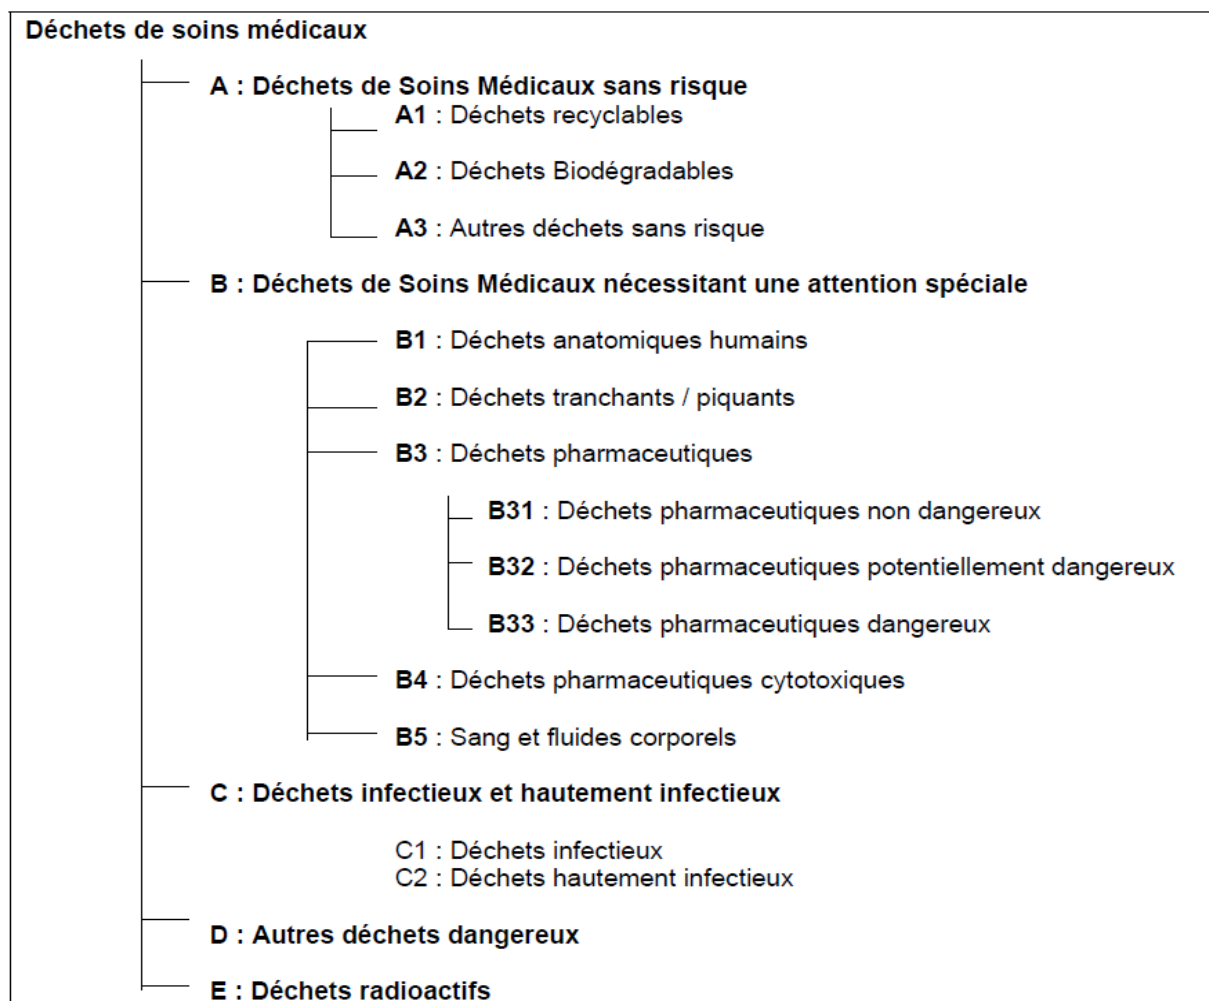 Déchets de soins médicaux
A : Déchets de Soins Médicaux sans risque
A1 : Déchets recyclables
A2 : Déchets Biodégradables
A3 : Autres déchets sans risque
B : Déchets de Soins Médicaux nécessitant une attention spéciale
B1 : Déchets anatomiques humains
B2 : Déchets tranchants / piquants
B3 : Déchets pharmaceutiques
B31 : Déchets pharmaceutiques non dangereux
B32 : Déchets pharmaceutiques potentiellement dangereux
B33 : Déchets pharmaceutiques dangereux
B4 : Déchets pharmaceutiques cytotoxiques
B5 : Sang et fluides corporels
C : Déchets infectieux et hautement infectieux
C1 : Déchets infectieux
C2 : Déchets hautement infectieux
D : Autres déchets dangereux
E : Déchets radioactifs